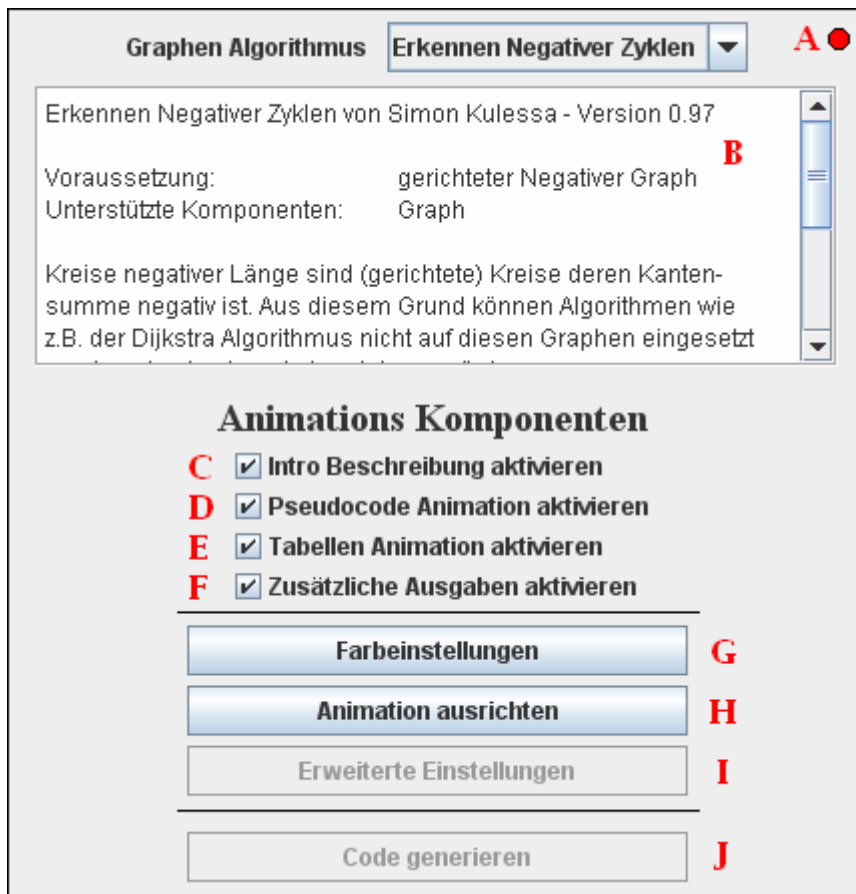 Graphen Algorithmus Erkennen Negativer Zyklen A
Erkennen Negativer Zyklen von Simon Kulessa - Version 0.97
B
Voraussetzung: gerichteter Negativer Graph
Unterstützte Komponenten: Graph
Kreise negativer Länge sind (gerichtete) Kreise deren Kanten-
summe negativ ist. Aus diesem Grund können Algorithmen wie
z.B. der Dijkstra Algorithmus nicht auf diesen Graphen eingesetzt
Animations Komponenten
C Intro Beschreibung aktivieren
D Pseudocode Animation aktivieren
E Tabellen Animation aktivieren
F Zusätzliche Ausgaben aktivieren
Farbeinstellungen G
Animation ausrichten H
Erweiterte Einstellungen I
Code generieren J